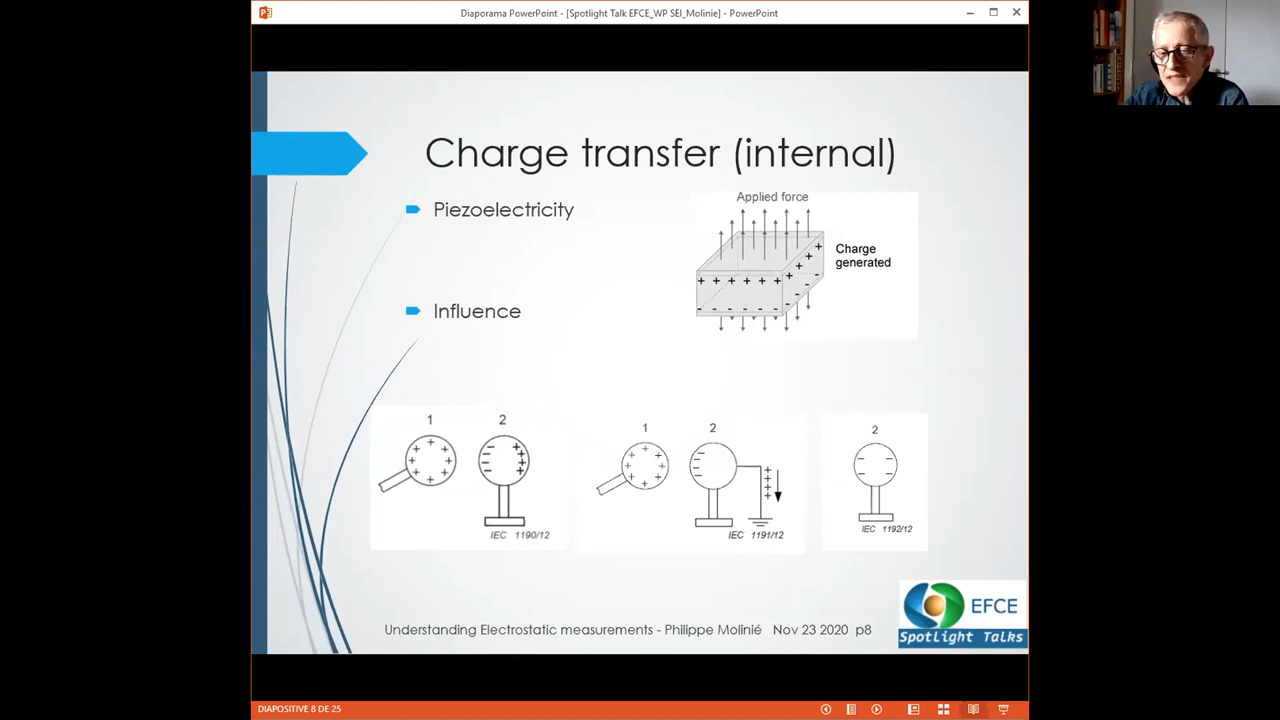 Diaporama PowerPoint - [Spotlight Talk EFCE_WP SEI_Molinie] - PowerPoint
Charge transfer (internal)
Piezoelectricity
Applied force
Charge
generated
+ + + + + + + + +
- - - - - - - - -
Influence
1
2
IEC 1190/12
1
2
IEC 1191/12
2
IEC 1192/12
EFCE
Spotlight Talks
Understanding Electrostatic measurements - Philippe Molinié Nov 23 2020 p8
DIAPOSITIVE 8 DE 25